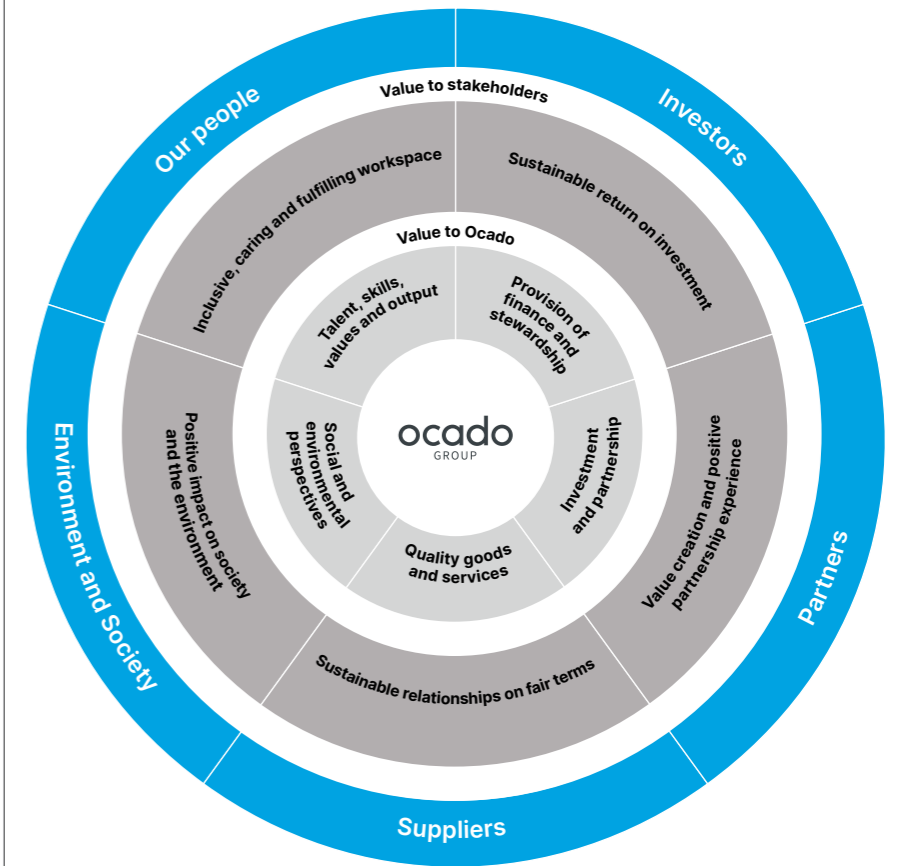 Our people
Investors
Partners
Suppliers
Environment and Society
Value to stakeholders
Inclusive, caring and fulfilling workspace
Sustainable return on investment
Value creation and positive
partnership experience
Sustainable relationships on fair terms
Positive impact on society
and the environment
Value to Ocado
Talent, skills,
values and output
Provision of
finance and
stewardship
Investment
and partnership
Quality goods
and services
Social and
environmental
perspectives
ocado
GROUP